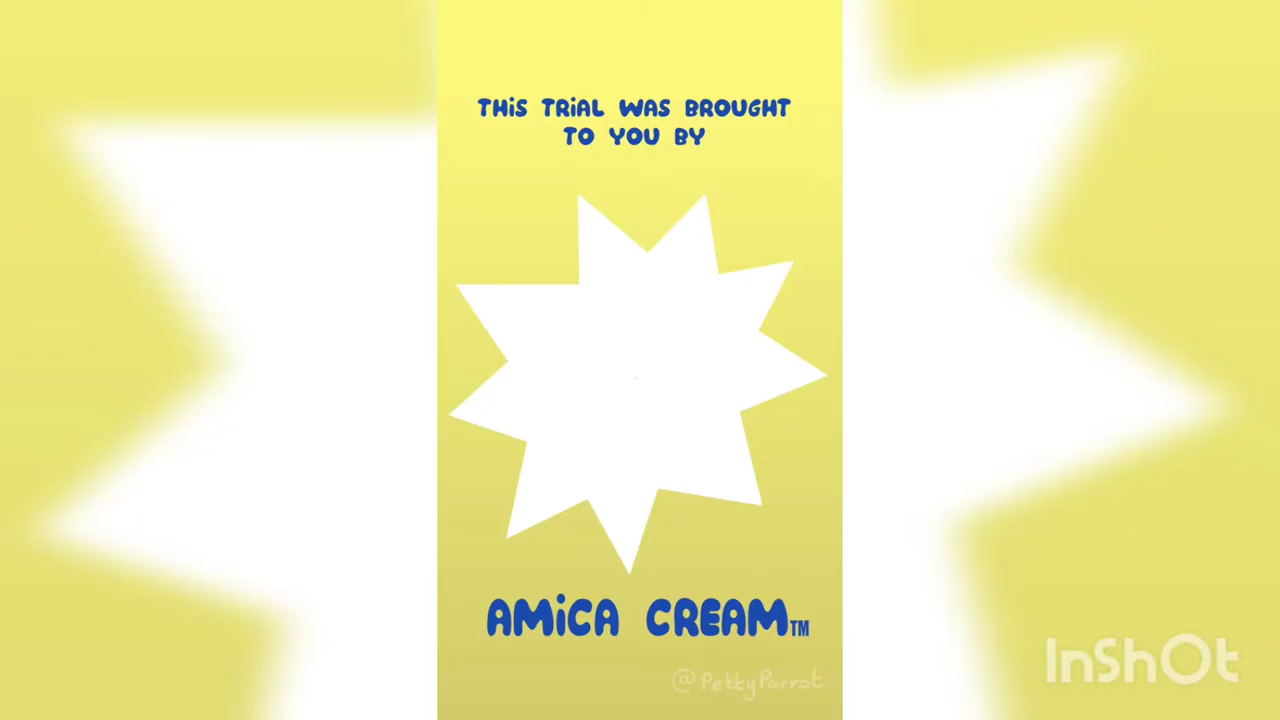 THiS TRiAL WAS BROUGHT
TO YOU BY
AMiCA CREAM™
@PettyParrot
InShOt